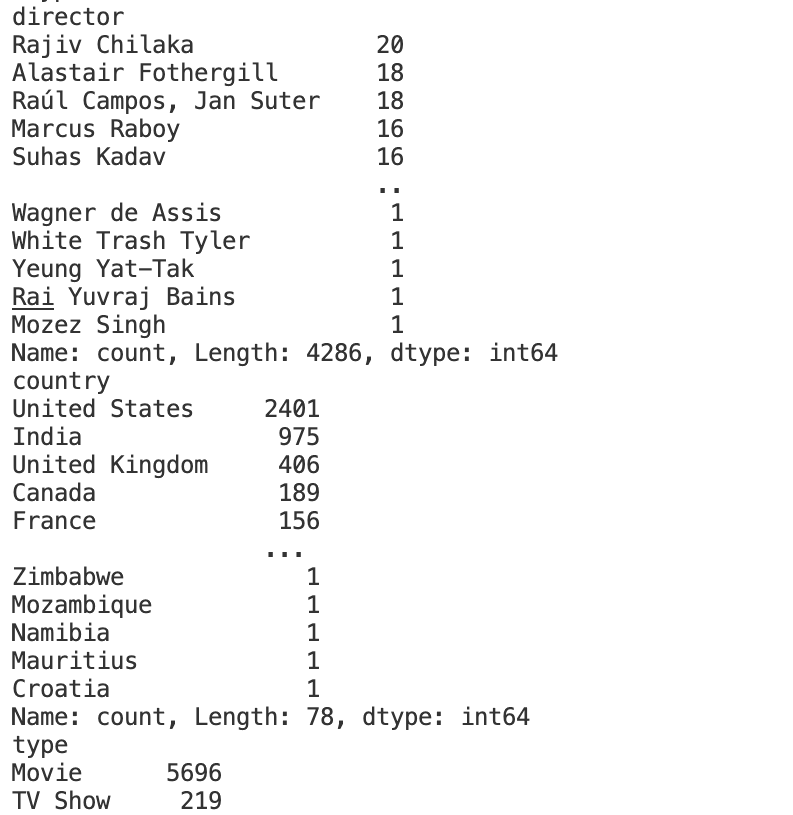 director
Rajiv Chilaka 20
Alastair Fothergill 18
Raúl Campos, Jan Suter 18
Marcus Raboy 16
Suhas Kadav 16
..
Wagner de Assis 1
White Trash Tyler 1
Yeung Yat-Tak 1
Rai Yuvraj Bains 1
Mozez Singh 1
Name: count, Length: 4286, dtype: int64
country
United States 2401
India 975
United Kingdom 406
Canada 189
France 156
...
Zimbabwe 1
Mozambique 1
Namibia 1
Mauritius 1
Croatia 1
Name: count, Length: 78, dtype: int64
type
Movie 5696
TV Show 219